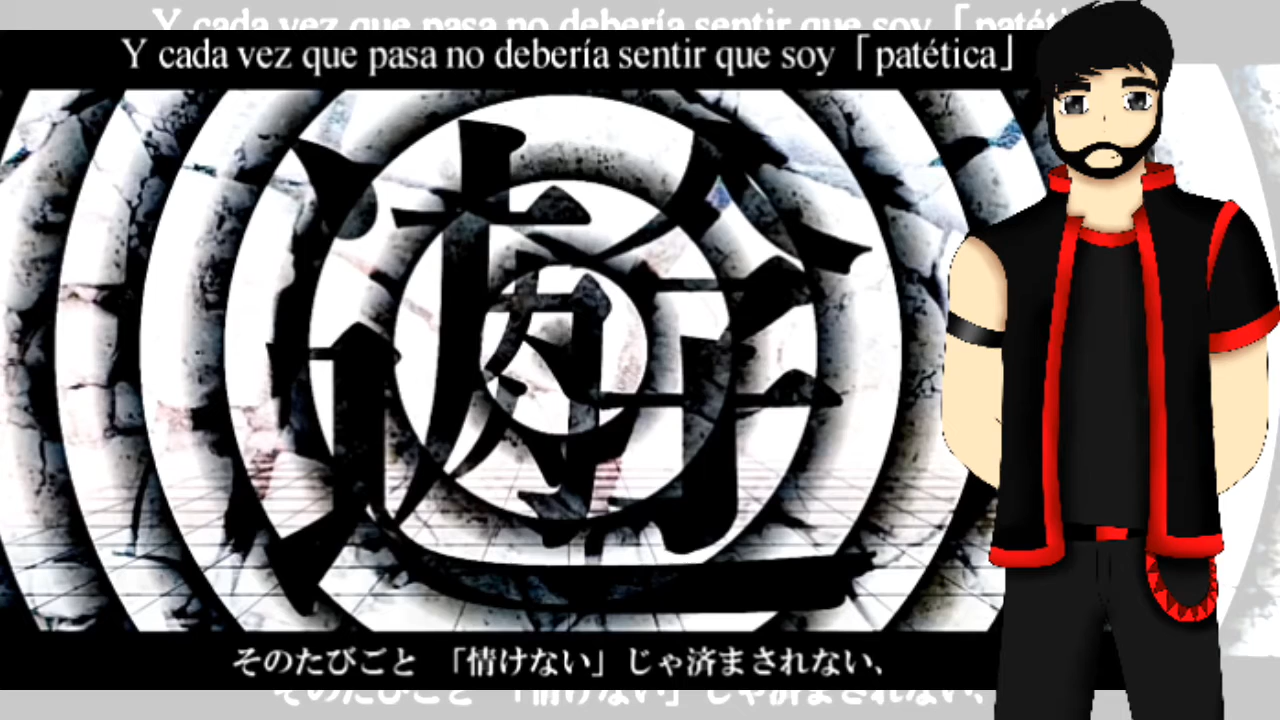 Y cada vez que pasa no debería sentir que soy「patética」
そのたびごと 「情けない」じゃ済まされない、